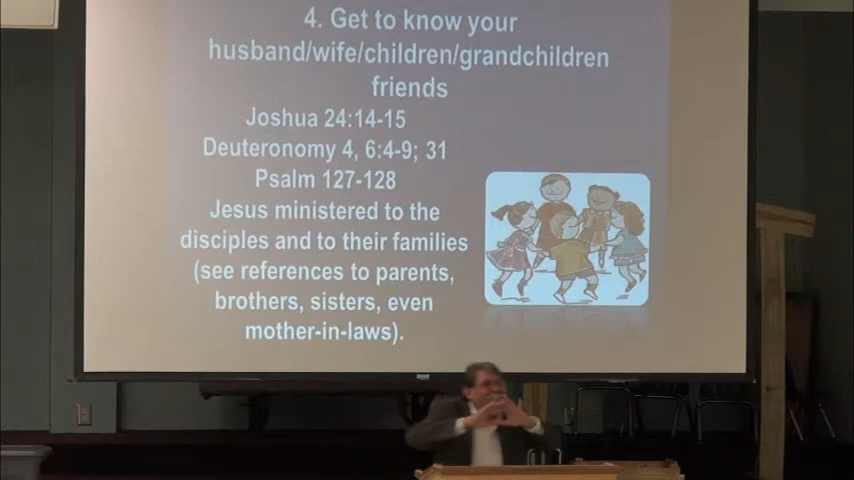 4. Get to know your
husband/wife/children/grandchildren
friends
Joshua 24:14-15
Deuteronomy 4, 6:4-9; 31
Psalm 127-128
Jesus ministered to the
disciples and to their families
(see references to parents,
brothers, sisters, even
mother-in-laws).